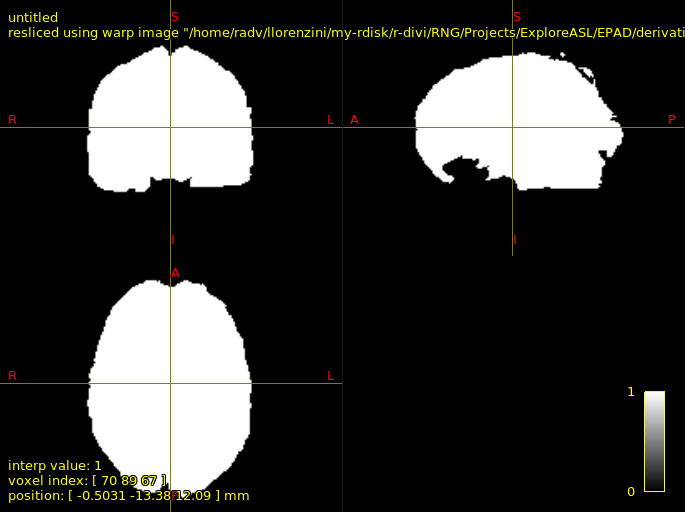 untitled
resliced using warp image "/home/radv/llorenzini/my-rdisk/r-divi/RNG/Projects/ExploreASL/EPAD/derivati
S
S
R
L
A
P
I
I
A
R
L
1
interp value: 1
voxel index: [ 70 89 67 ]
0
position: [ -0.5031 -13.38 12.09 ] mm